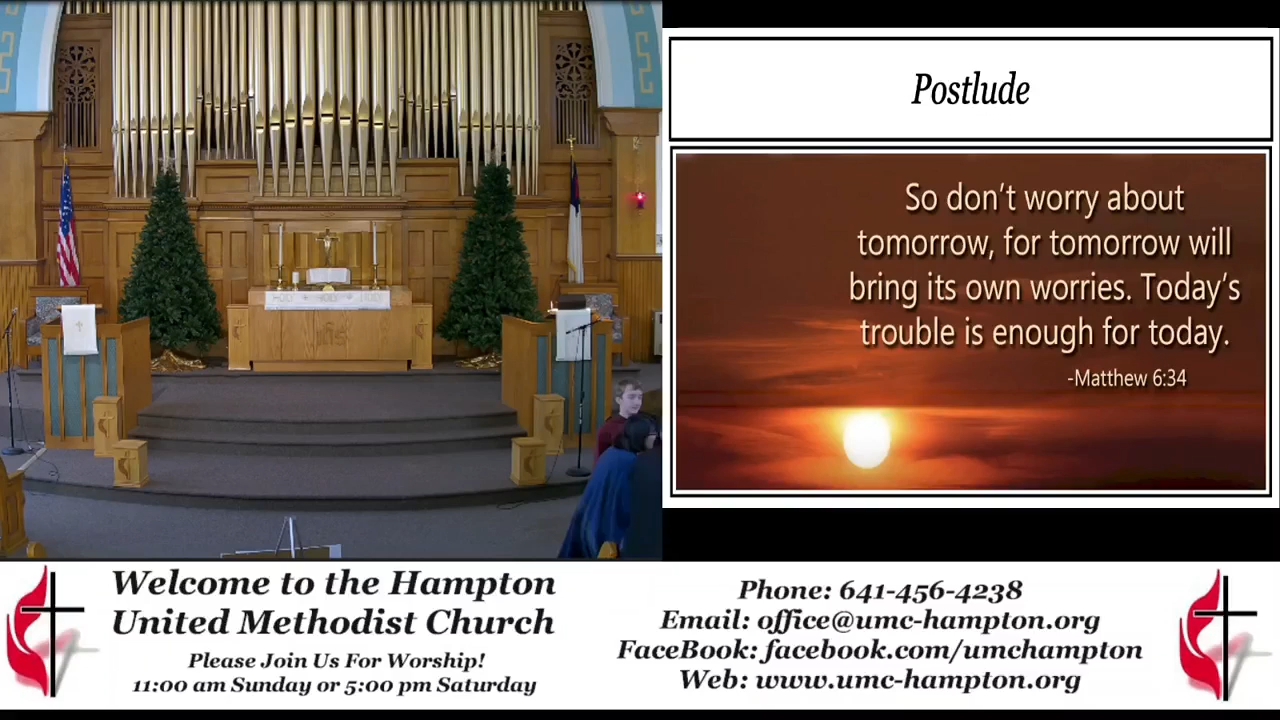 Postlude
So don't worry about
tomorrow, for tomorrow will
bring its own worries. Today's
trouble is enough for today.
-Matthew 6:34
Welcome to the Hampton
United Methodist Church
Please Join Us For Worship!
11:00 am Sunday or 5:00 pm Saturday
Phone: 641-456-4238
Email: office@umc-hampton.org
FaceBook: facebook.com/umchampton
Web: www.umc-hampton.org